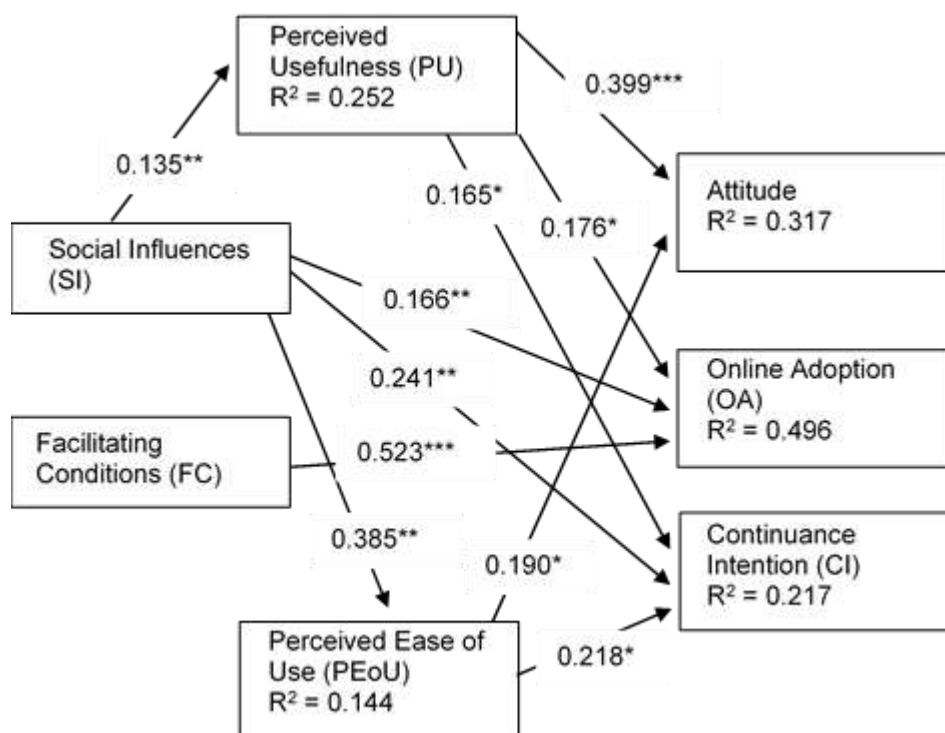 Perceived
Usefulness (PU)
R² = 0.252
0.399***
0.135**
0.165*
0.176*
Attitude
R² = 0.317
Social Influences
(SI)
0.166**
0.241**
Online Adoption
(OA)
R² = 0.496
Facilitating
Conditions (FC)
0.523***
0.385**
0.190*
Continuance
Intention (CI)
R² = 0.217
Perceived Ease of
Use (PEoU)
R² = 0.144
0.218*